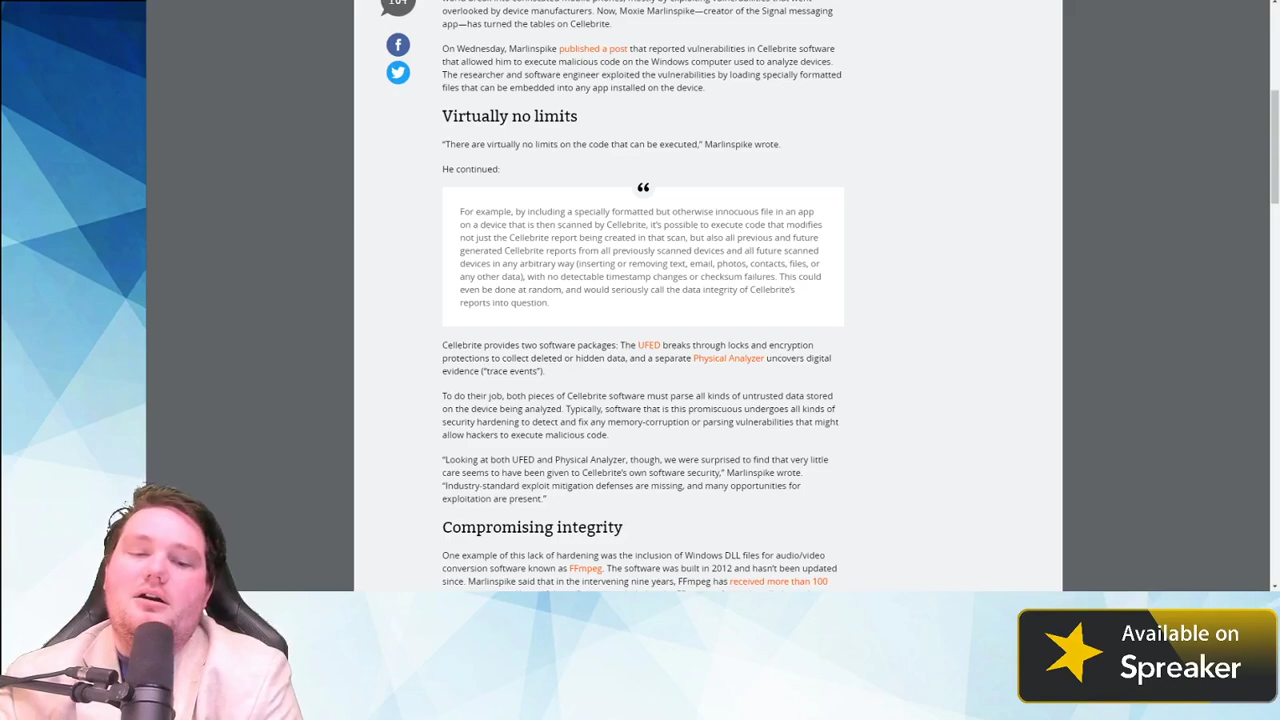 164
overlooked by device manufacturers. Now, Moxie Marlinspike—creator of the Signal messaging
app—has turned the tables on Cellebrite.
On Wednesday, Marlinspike published a post that reported vulnerabilities in Cellebrite software
that allowed him to execute malicious code on the Windows computer used to analyze devices.
The researcher and software engineer exploited the vulnerabilities by loading specially formatted
files that can be embedded into any app installed on the device.
Virtually no limits
“There are virtually no limits on the code that can be executed,” Marlinspike wrote.
He continued:
“
For example, by including a specially formatted but otherwise innocuous file in an app
on a device that is then scanned by Cellebrite, it’s possible to execute code that modifies
not just the Cellebrite report being created in that scan, but also all previous and future
generated Cellebrite reports from all previously scanned devices and all future scanned
devices in any arbitrary way (inserting or removing text, email, photos, contacts, files, or
any other data), with no detectable timestamp changes or checksum failures. This could
even be done at random, and would seriously call the data integrity of Cellebrite’s
reports into question.
Cellebrite provides two software packages: The UFED breaks through locks and encryption
protections to collect deleted or hidden data, and a separate Physical Analyzer uncovers digital
evidence (“trace events”).
To do their job, both pieces of Cellebrite software must parse all kinds of untrusted data stored
on the device being analyzed. Typically, software that is this promiscuous undergoes all kinds of
security hardening to detect and fix any memory-corruption or parsing vulnerabilities that might
allow hackers to execute malicious code.
“Looking at both UFED and Physical Analyzer, though, we were surprised to find that very little
care seems to have been given to Cellebrite’s own software security,” Marlinspike wrote.
“Industry-standard exploit mitigation defenses are missing, and many opportunities for
exploitation are present.”
Compromising integrity
One example of this lack of hardening was the inclusion of Windows DLL files for audio/video
conversion software known as FFmpeg. The software was built in 2012 and hasn’t been updated
since. Marlinspike said that in the intervening nine years, FFmpeg has received more than 100
Available on
Spreaker